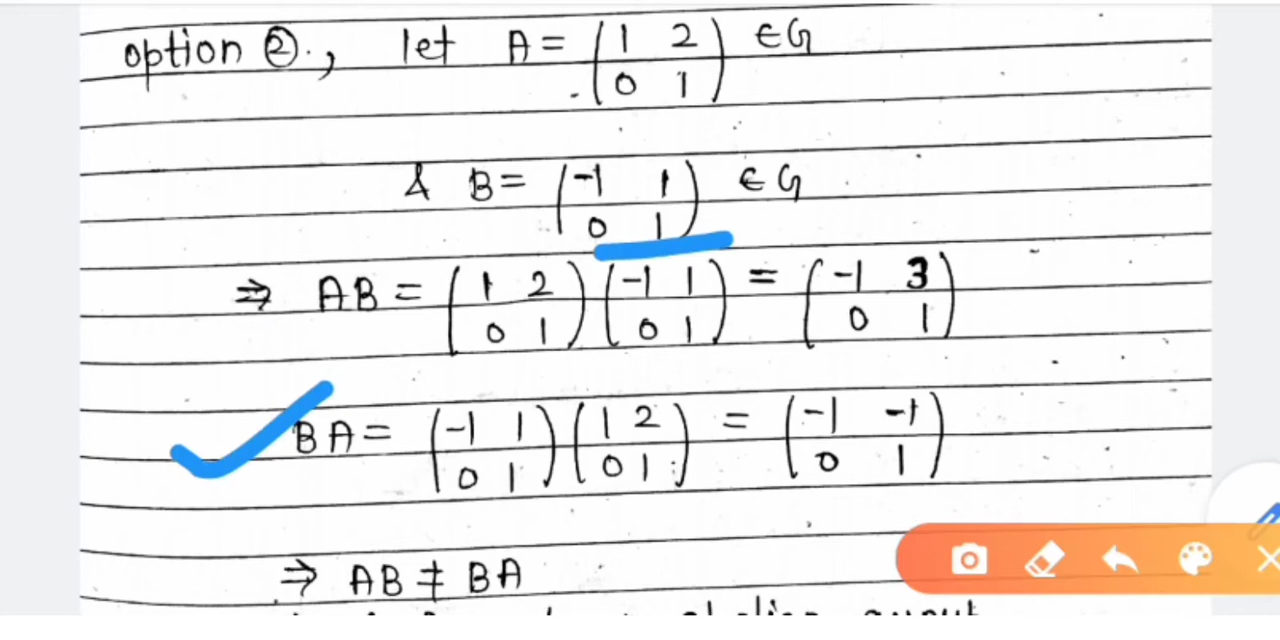 option ②., let A = (1 2 0 1) ∈ G
& B = (-1 1 0 1) ∈ G
⇒ AB = (1 2 0 1) (-1 1 0 1) = (-1 3 0 1)
BA = (-1 1 0 1) (1 2 0 1) = (-1 -1 0 1)
⇒ AB ≠ BA